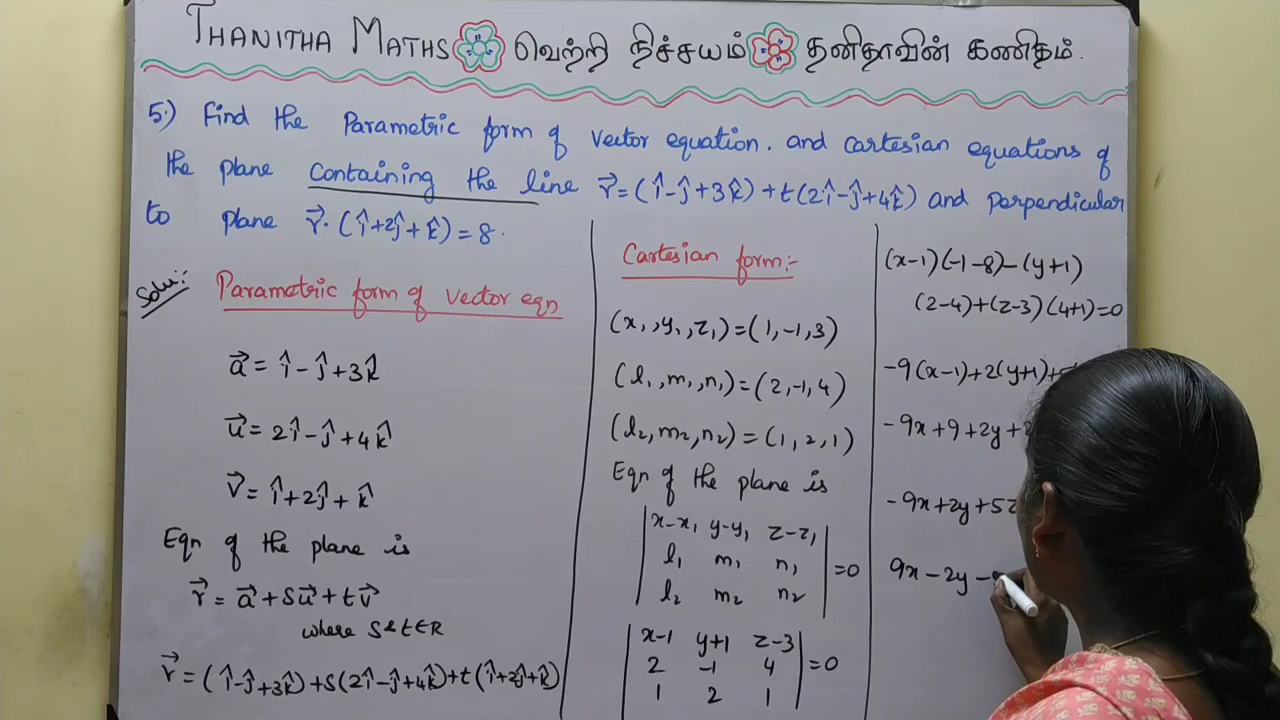 THANITHA MATHS வெற்றி நிச்சயம் தனிதாவின் கணிதம்.
5.) Find the Parametric form of vector equation. and cartesian equations of
the plane containing the line r⃗=(î-ĵ+3k̂)+t(2î-ĵ+4k̂) and perpendicular
to plane r⃗.(î+2ĵ+k̂)=8.
Solu:-
Parametric form of vector eqn
a⃗ = î-ĵ+3k̂
u⃗ = 2î-ĵ+4k̂
v⃗ = î+2ĵ+k̂
Eqn of the plane is
r⃗ = a⃗+su⃗+tv⃗
where s & t∈R
r⃗ = (î-ĵ+3k̂)+s(2î-ĵ+4k̂)+t(î+2ĵ+k̂)
Cartesian form:-
(x₁,y₁,z₁)=(1,-1,3)
(l₁,m₁,n₁)=(2,-1,4)
(l₂,m₂,n₂)=(1,2,1)
Eqn of the plane is
| x-x₁ y-y₁ z-z₁ |
| l₁ m₁ n₁ | =0
| l₂ m₂ n₂ |
| x-1 y+1 z-3 |
| 2 -1 4 | =0
| 1 2 1 |
(x-1)(-1-8)-(y+1)
(2-4)+(z-3)(4+1)=0
-9(x-1)+2(y+1)+
-9x+9+2y+2
-9x+2y+5z
9x-2y-